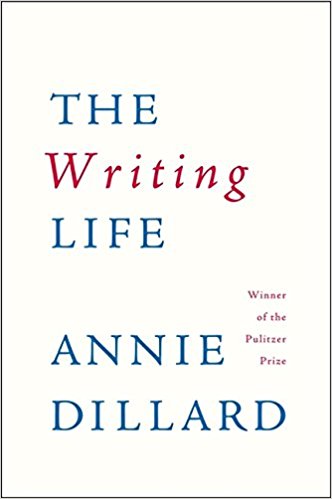 THE
Writing
LIFE
Winner
of the
Pulitzer
Prize
ANNIE
DILLARD